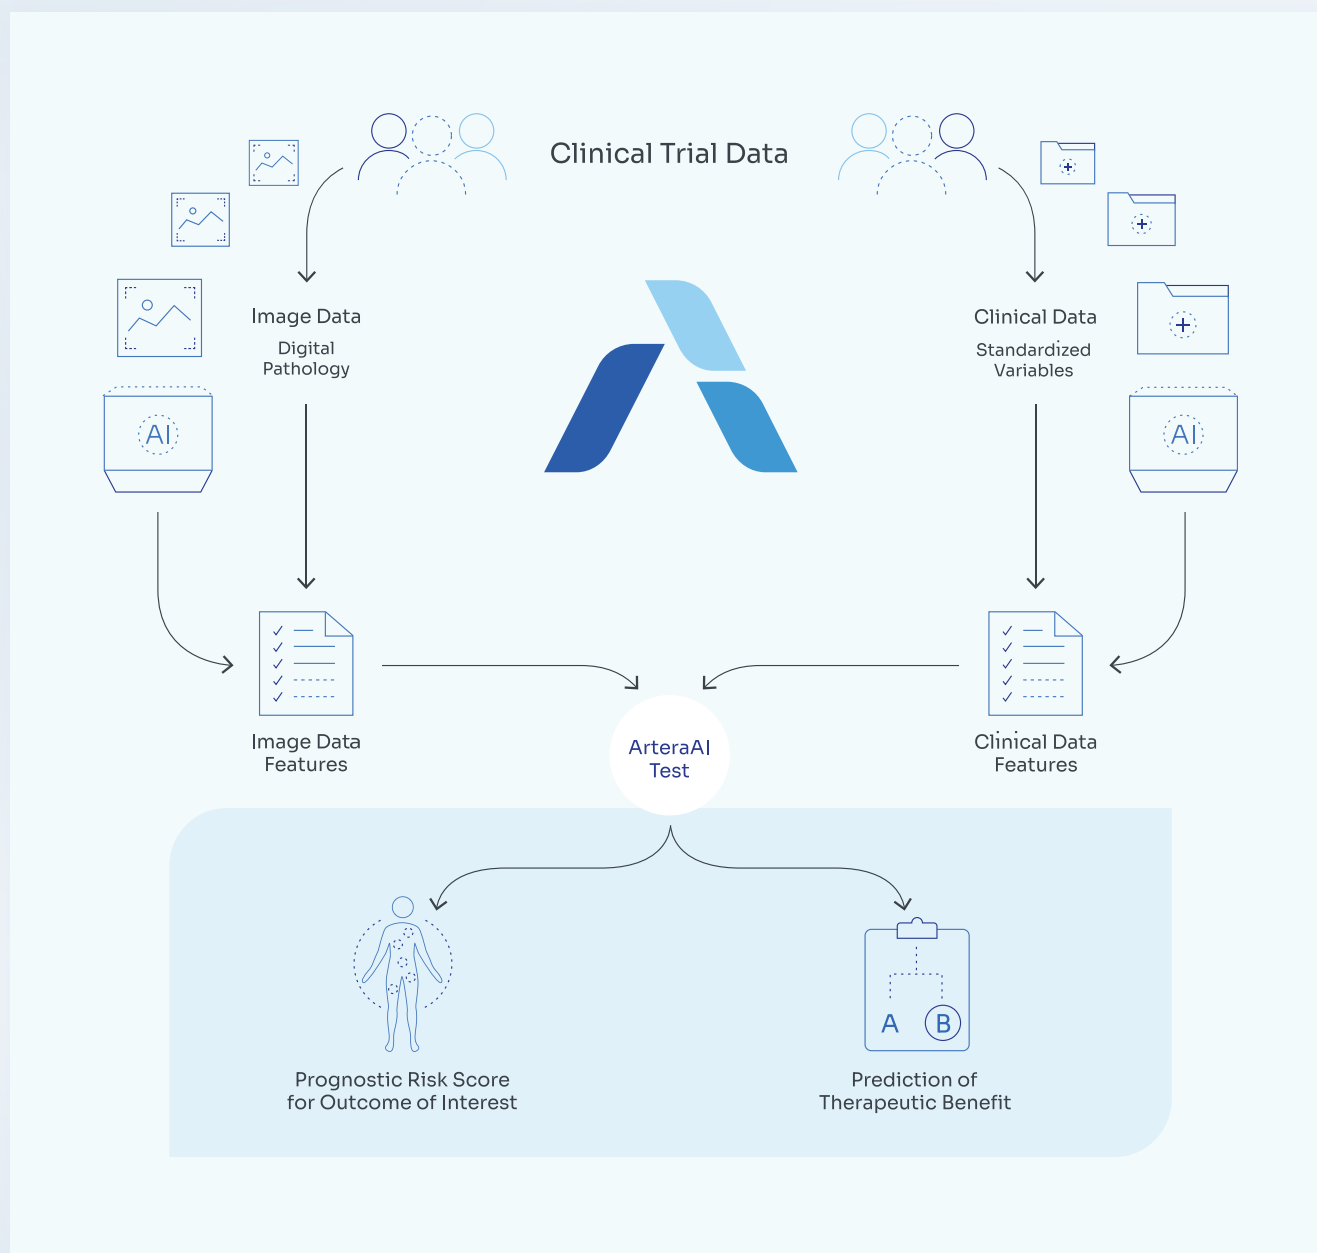 Clinical Trial Data
Image Data
Digital
Pathology
Clinical Data
Standardized
Variables
AI
AI
Image Data
Features
ArteraAI
Test
Clinical Data
Features
A
B
Prognostic Risk Score
for Outcome of Interest
Prediction of
Therapeutic Benefit